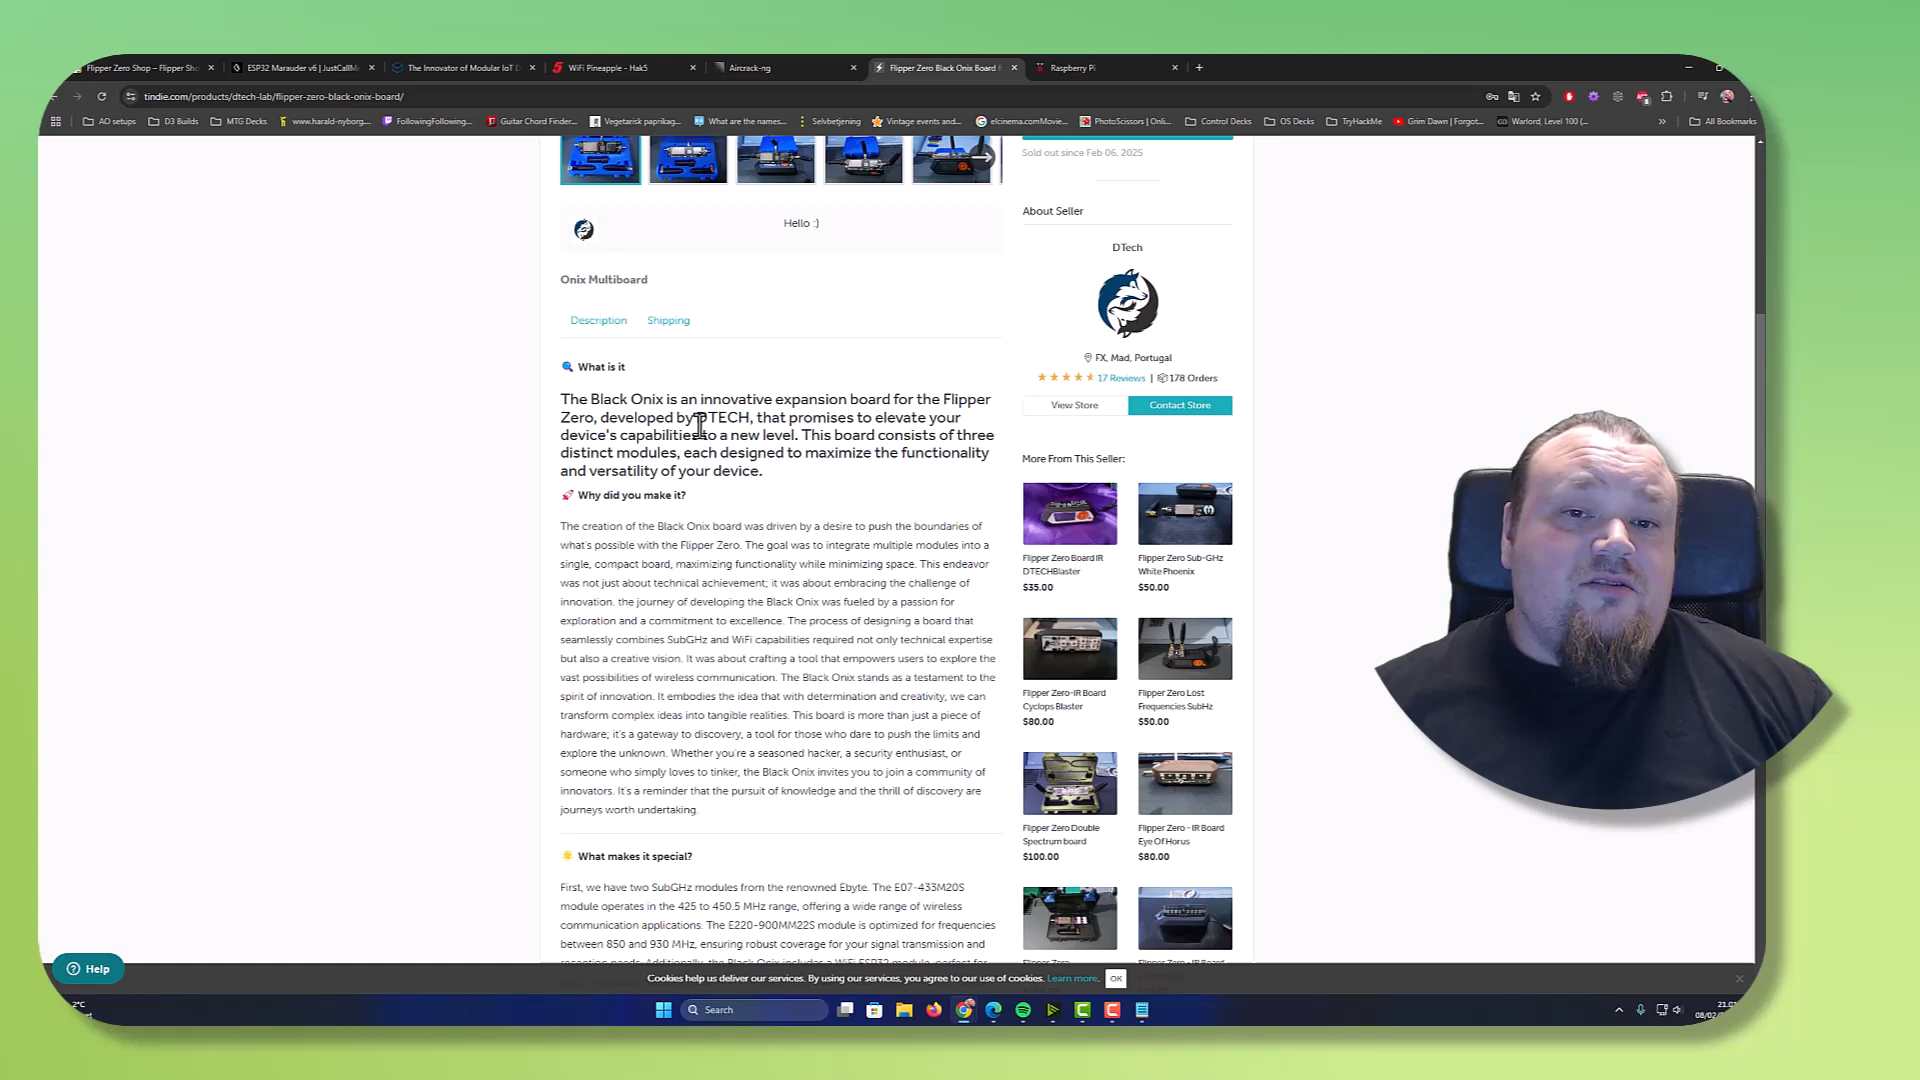 Flipper Zero Shop – Flipper Sh
ESP32 Marauder v6 | JustCallM
The Innovator of Modular IoT D
WiFi Pineapple - Hak5
Aircrack-ng
Flipper Zero Black Onix Board f
Raspberry Pi
tindie.com/products/dtech-lab/flipper-zero-black-onix-board/
AO setups
D3 Builds
MTG Decks
www.harald-nyborg....
FollowingFollowing...
Guitar Chord Finder...
Vegetarisk paprikag...
What are the names...
Selvbetjening
Vintage events and...
elcinema.comMovie...
PhotoScissors | Onli...
Control Decks
OS Decks
TryHackMe
Grim Dawn | Forgot...
Warlord, Level 100 (...
All Bookmarks
Sold out since Feb 06, 2025
Hello :)
Onix Multiboard
Description
Shipping
What is it
The Black Onix is an innovative expansion board for the Flipper
Zero, developed by DTECH, that promises to elevate your
device's capabilities to a new level. This board consists of three
distinct modules, each designed to maximize the functionality
and versatility of your device.
Why did you make it?
The creation of the Black Onix board was driven by a desire to push the boundaries of
what's possible with the Flipper Zero. The goal was to integrate multiple modules into a
single, compact board, maximizing functionality while minimizing space. This endeavor
was not just about technical achievement; it was about embracing the challenge of
innovation. the journey of developing the Black Onix was fueled by a passion for
exploration and a commitment to excellence. The process of designing a board that
seamlessly combines SubGHz and WiFi capabilities required not only technical expertise
but also a creative vision. It was about crafting a tool that empowers users to explore the
vast possibilities of wireless communication. The Black Onix stands as a testament to the
spirit of innovation. It embodies the idea that with determination and creativity, we can
transform complex ideas into tangible realities. This board is more than just a piece of
hardware; it's a gateway to discovery, a tool for those who dare to push the limits and
explore the unknown. Whether you're a seasoned hacker, a security enthusiast, or
someone who simply loves to tinker, the Black Onix invites you to join a community of
innovators. It's a reminder that the pursuit of knowledge and the thrill of discovery are
journeys worth undertaking.
What makes it special?
First, we have two SubGHz modules from the renowned Ebyte. The E07-433M20S
module operates in the 425 to 450.5 MHz range, offering a wide range of wireless
communication applications. The E220-900MM22S module is optimized for frequencies
between 850 and 930 MHz, ensuring robust coverage for your signal transmission and
About Seller
DTech
FX, Mad, Portugal
17 Reviews | 178 Orders
View Store
Contact Store
More From This Seller:
Flipper Zero Board IR
DTECHBlaster
$35.00
Flipper Zero Sub-GHz
White Phoenix
$50.00
Flipper Zero-IR Board
Cyclops Blaster
$80.00
Flipper Zero Lost
Frequencies SubHz
$50.00
Flipper Zero Double
Spectrum board
$100.00
Flipper Zero - IR Board
Eye Of Horus
$80.00
Help
Cookies help us deliver our services. By using our services, you agree to our use of cookies. Learn more.
OK
2°C
Search
21.0
08/02/